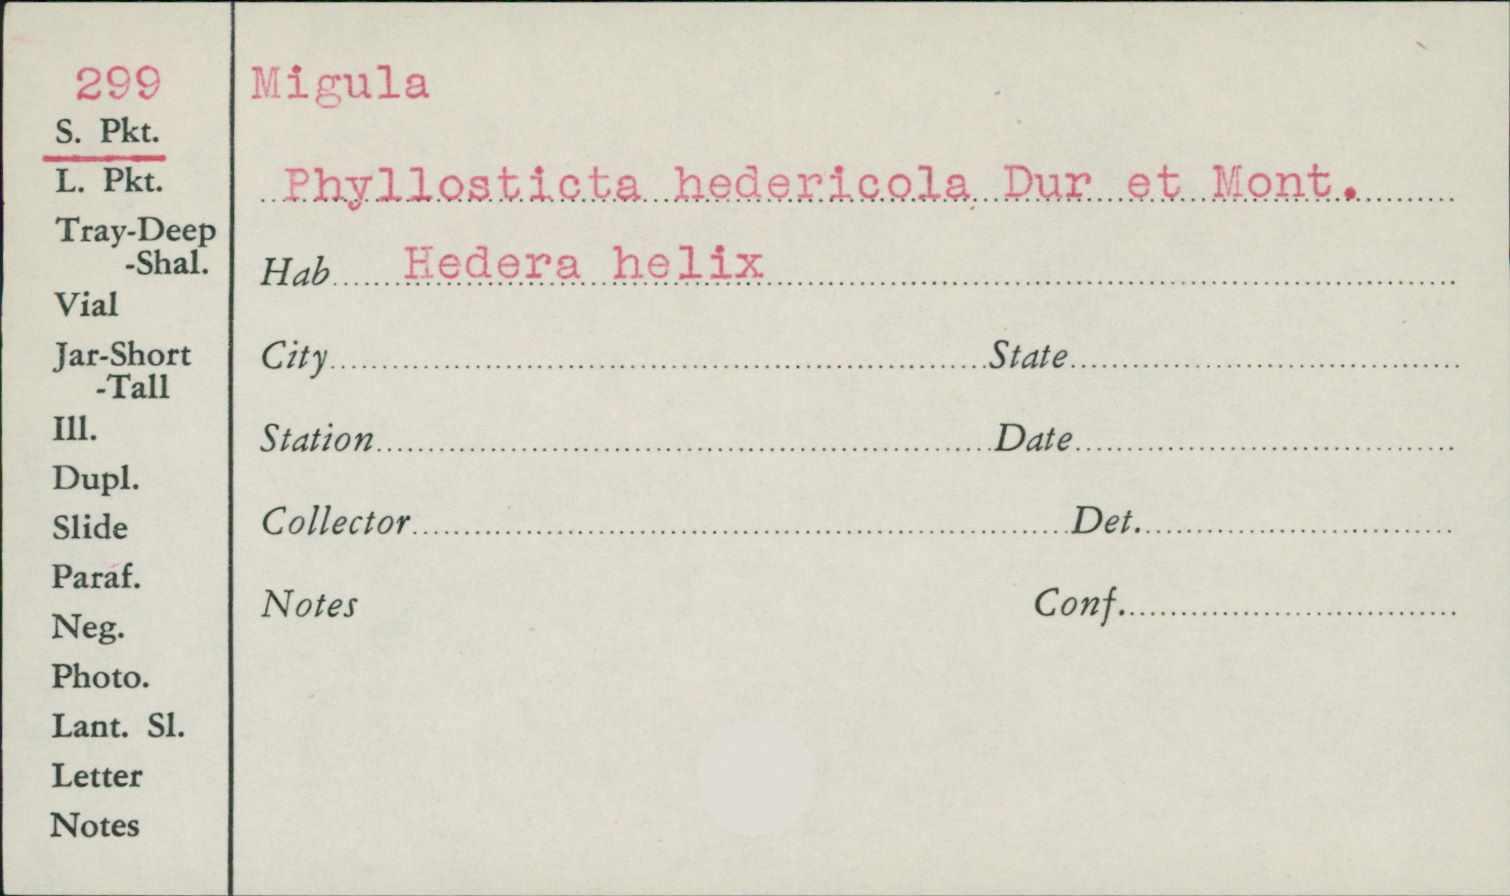 299
S. Pkt.
L. Pkt.
Tray-Deep
-Shal.
Vial
Jar-Short
-Tall
Ill.
Dupl.
Slide
Paraf.
Neg.
Photo.
Lant. Sl.
Letter
Notes
Migula
Phyllosticta hedericola Dur et Mont.
Hab Hedera helix
City State
Station Date
Collector Det.
Notes Conf.